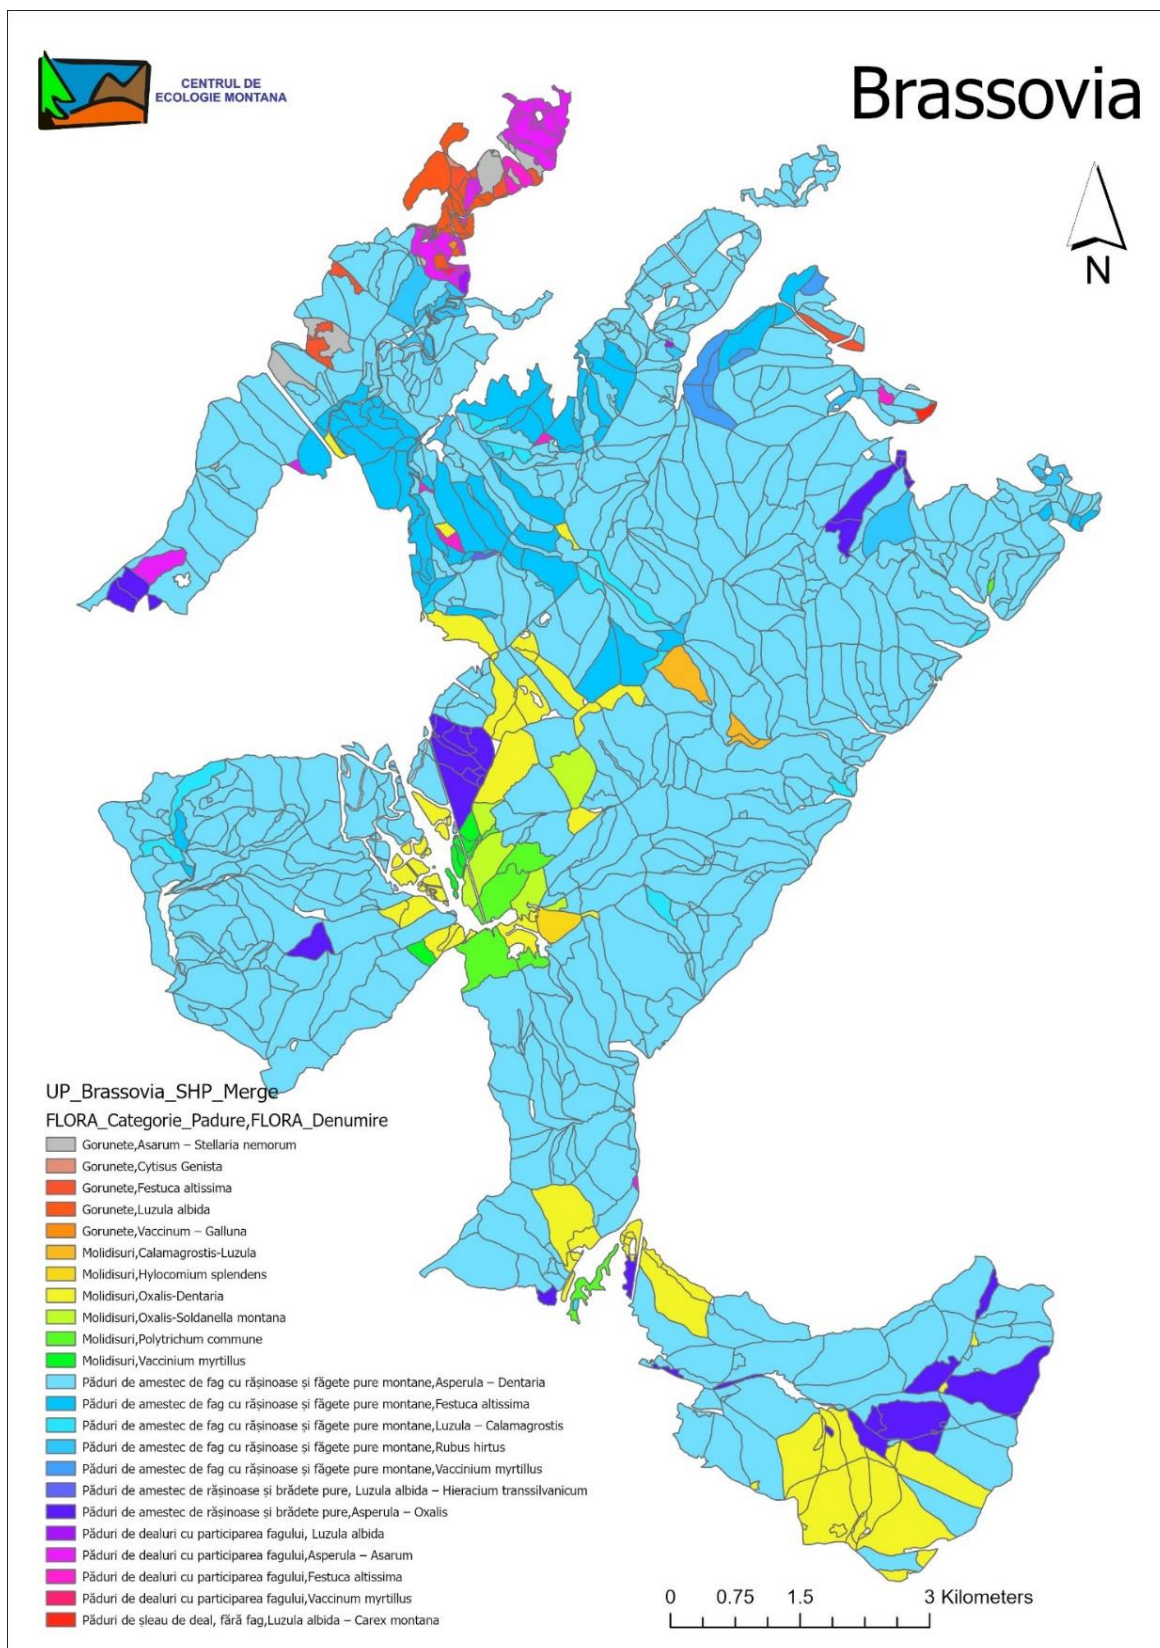 CENTRUL DE
ECOLOGIE MONTANA
Brassovia
N
UP_Brassovia_SHP_Merge
FLORA_Categorie_Padure,FLORA_Denumire
Gorunete,Asarum – Stellaria nemorum
Gorunete,Cytisus Genista
Gorunete,Festuca altissima
Gorunete,Luzula albida
Gorunete,Vaccinum – Galluna
Molidisuri,Calamagrostis-Luzula
Molidisuri,Hylocomium splendens
Molidisuri,Oxalis-Dentaria
Molidisuri,Oxalis-Soldanella montana
Molidisuri,Polytrichum commune
Molidisuri,Vaccinium myrtillus
Păduri de amestec de fag cu rășinoase și făgete pure montane,Asperula – Dentaria
Păduri de amestec de fag cu rășinoase și făgete pure montane,Festuca altissima
Păduri de amestec de fag cu rășinoase și făgete pure montane,Luzula – Calamagrostis
Păduri de amestec de fag cu rășinoase și făgete pure montane,Rubus hirtus
Păduri de amestec de fag cu rășinoase și făgete pure montane,Vaccinium myrtillus
Păduri de amestec de rășinoase și brădete pure, Luzula albida – Hieracium transsilvanicum
Păduri de amestec de rășinoase și brădete pure,Asperula – Oxalis
Păduri de dealuri cu participarea fagului, Luzula albida
Păduri de dealuri cu participarea fagului,Asperula – Asarum
Păduri de dealuri cu participarea fagului,Festuca altissima
Păduri de dealuri cu participarea fagului,Vaccinum myrtillus
Păduri de șleau de deal, fără fag,Luzula albida – Carex montana
0 0.75 1.5 3 Kilometers